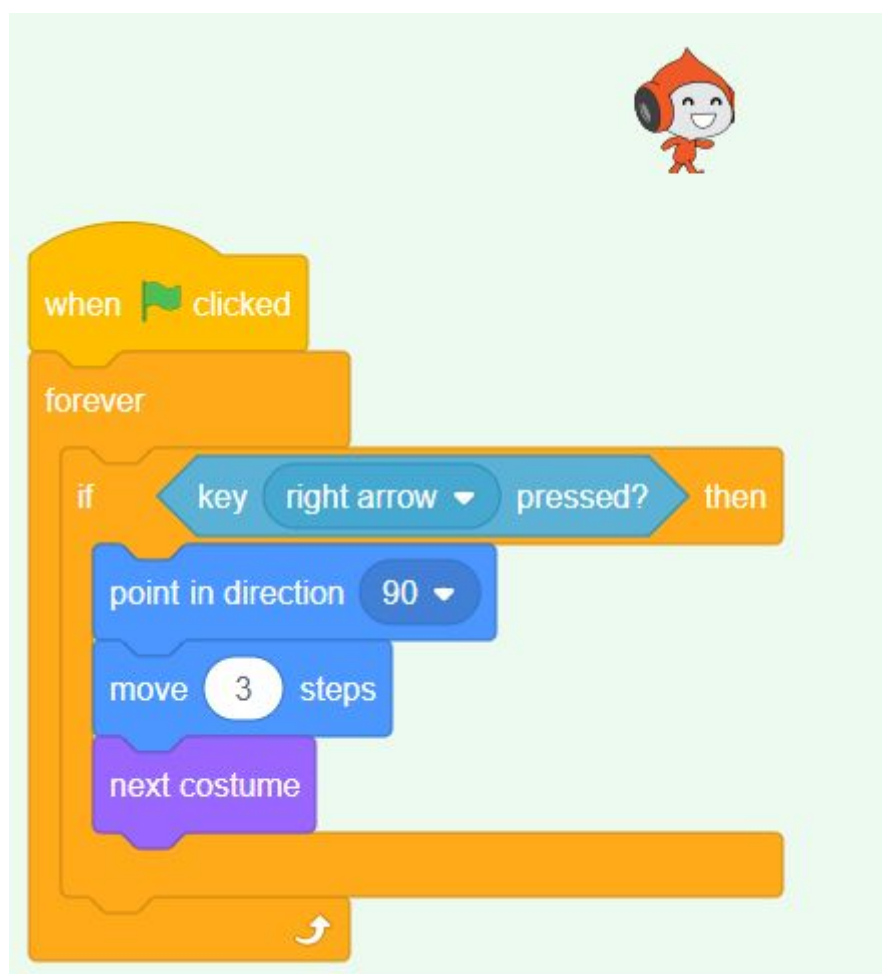 when clicked
forever
if key right arrow pressed? then
point in direction 90
move 3 steps
next costume